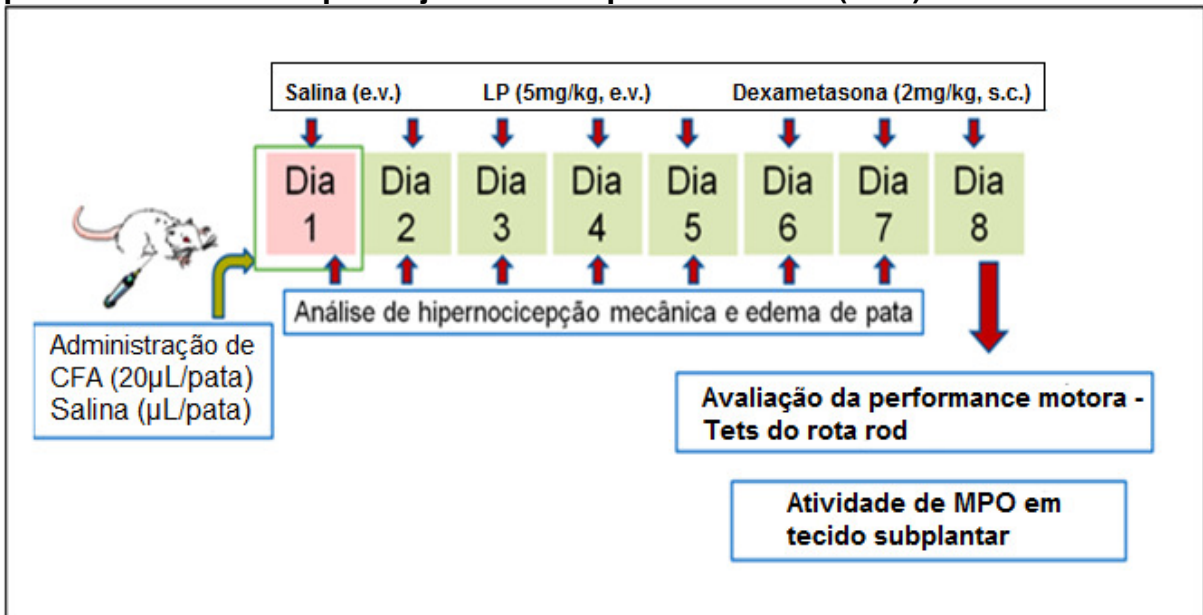 Salina (e.v.) LP (5mg/kg, e.v.) Dexametasona (2mg/kg, s.c.)
Dia Dia Dia Dia Dia Dia Dia Dia
1 2 3 4 5 6 7 8
Análise de hipernocicepção mecânica e edema de pata
Administração de
CFA (20µL/pata)
Salina (µL/pata)
Avaliação da performance motora -
Tets do rota rod
Atividade de MPO em
tecido subplantar